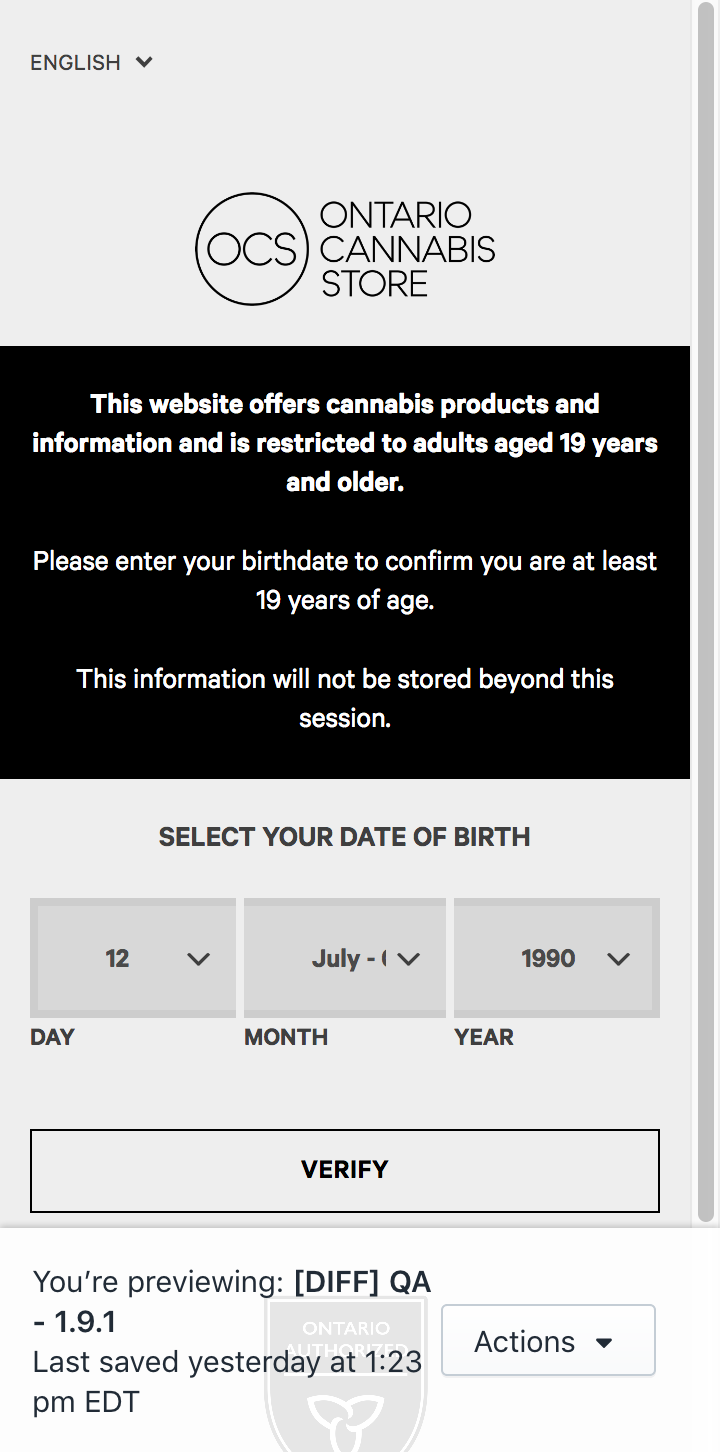 ENGLISH
OCS
ONTARIO
CANNABIS
STORE
This website offers cannabis products and
information and is restricted to adults aged 19 years
and older.
Please enter your birthdate to confirm you are at least
19 years of age.
This information will not be stored beyond this
session.
SELECT YOUR DATE OF BIRTH
12
July -
1990
DAY
MONTH
YEAR
VERIFY
You’re previewing: [DIFF] QA
- 1.9.1
Last saved yesterday at 1:23
pm EDT
Actions
ONTARIO
AUTHORIZED